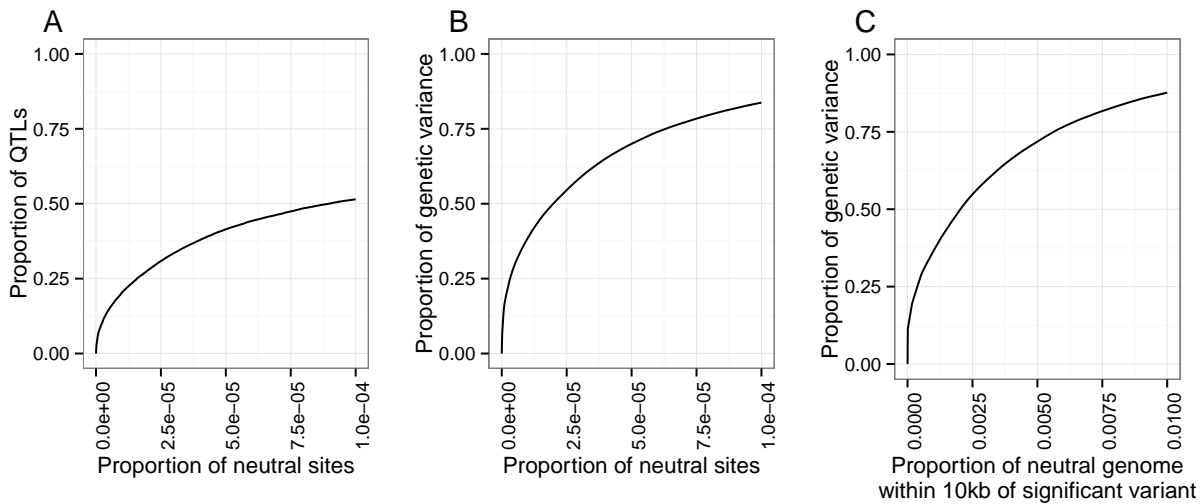 A
Proportion of QTLs
1.00
0.75
0.50
0.25
0.00
0.0e+00
2.5e-05
5.0e-05
7.5e-05
1.0e-04
Proportion of neutral sites
B
Proportion of genetic variance
1.00
0.75
0.50
0.25
0.00
0.0e+00
2.5e-05
5.0e-05
7.5e-05
1.0e-04
Proportion of neutral sites
C
Proportion of genetic variance
1.00
0.75
0.50
0.25
0.00
0.0000
0.0025
0.0050
0.0075
0.0100
Proportion of neutral genome
within 10kb of significant variant